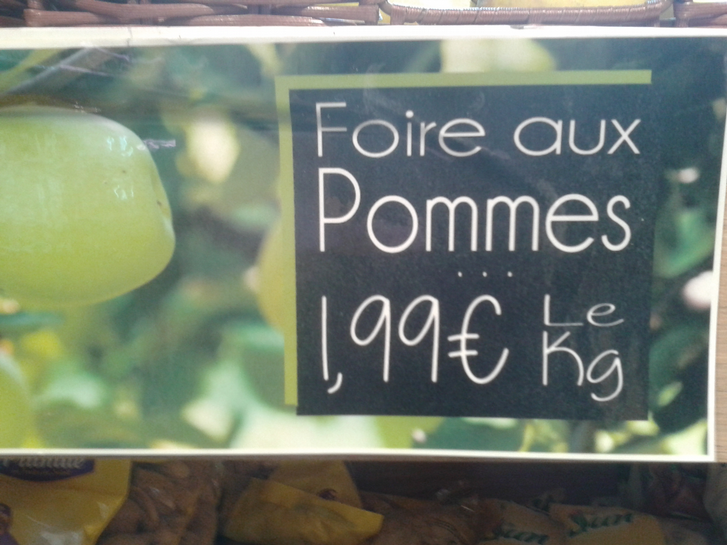 Foire aux
Pommes
...
1,99€ Le
Kg